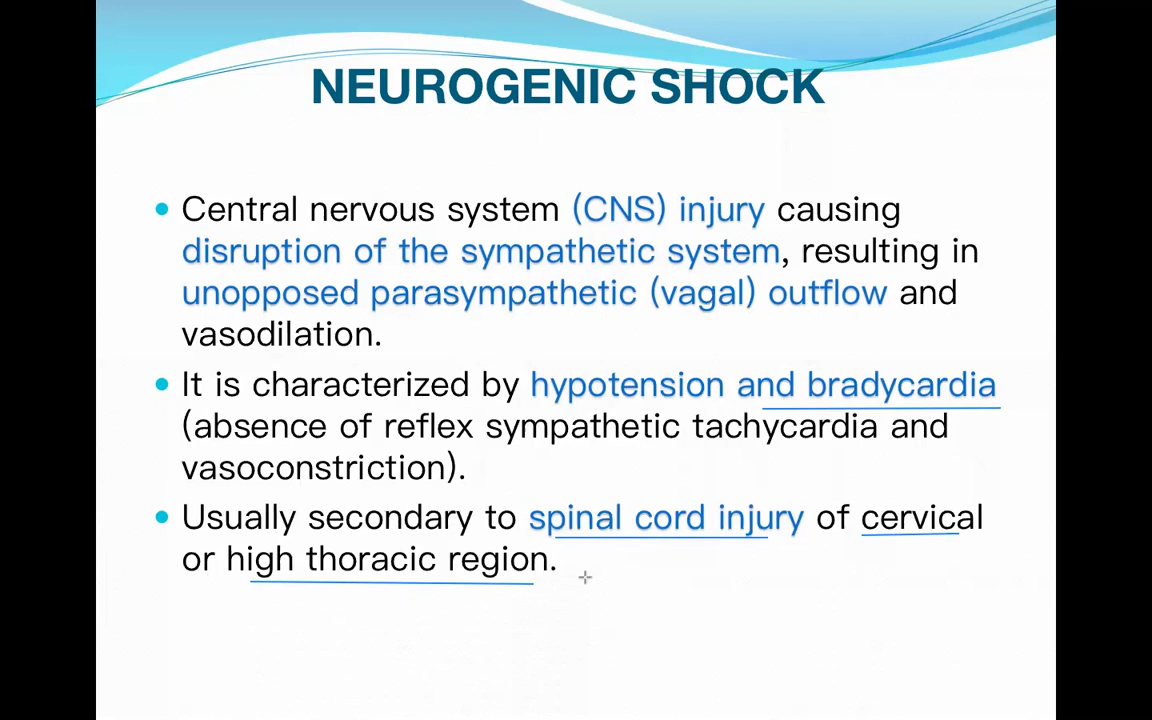 NEUROGENIC SHOCK
• Central nervous system (CNS) injury causing
disruption of the sympathetic system, resulting in
unopposed parasympathetic (vagal) outflow and
vasodilation.
• It is characterized by hypotension and bradycardia
(absence of reflex sympathetic tachycardia and
vasoconstriction).
• Usually secondary to spinal cord injury of cervical
or high thoracic region.